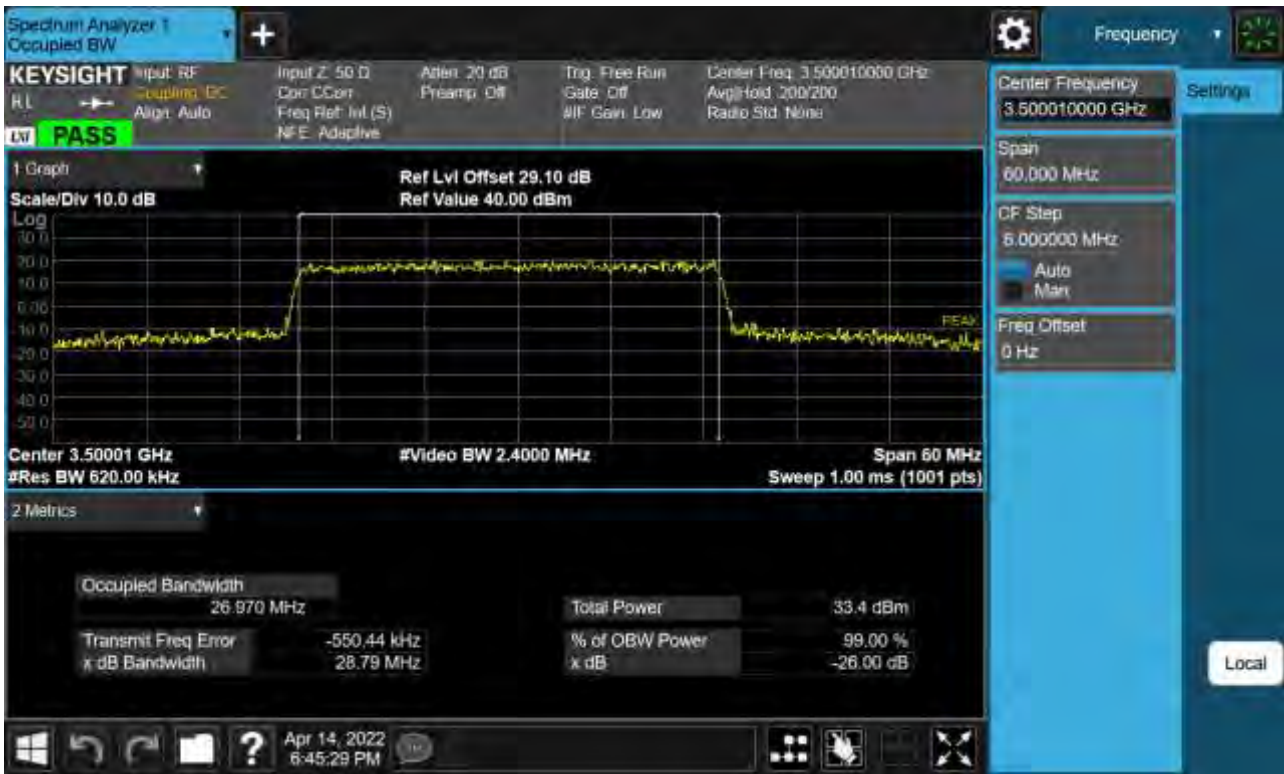 Spectrum Analyzer 1
Occupied BW
Frequency
KEYSIGHT
Input: RF
Coupling: DC
Align: Auto
Input Z: 50 Ω
Corr CCorr
Freq Ref: Int (S)
NFE: Adaptive
Atten: 20 dB
Preamp: Off
Trig: Free Run
Gate: Off
#IF Gain: Low
Center Freq: 3.500010000 GHz
Avg|Hold: 200/200
Radio Std: None
RL
PASS
1 Graph
Scale/Div 10.0 dB
Ref Lvl Offset 29.10 dB
Ref Value 40.00 dBm
Log
30.0
20.0
10.0
0.00
-10.0
-20.0
-30.0
-40.0
-50.0
PEAK
Center 3.50001 GHz
#Video BW 2.4000 MHz
Span 60 MHz
#Res BW 620.00 kHz
Sweep 1.00 ms (1001 pts)
2 Metrics
Occupied Bandwidth
26.970 MHz
Total Power 33.4 dBm
Transmit Freq Error -550.44 kHz
% of OBW Power 99.00 %
x dB Bandwidth 28.79 MHz
x dB -26.00 dB
Center Frequency
3.500010000 GHz
Settings
Span
60.000 MHz
CF Step
6.000000 MHz
Auto
Man
Freq Offset
0 Hz
Local
?
Apr 14, 2022
6:45:29 PM